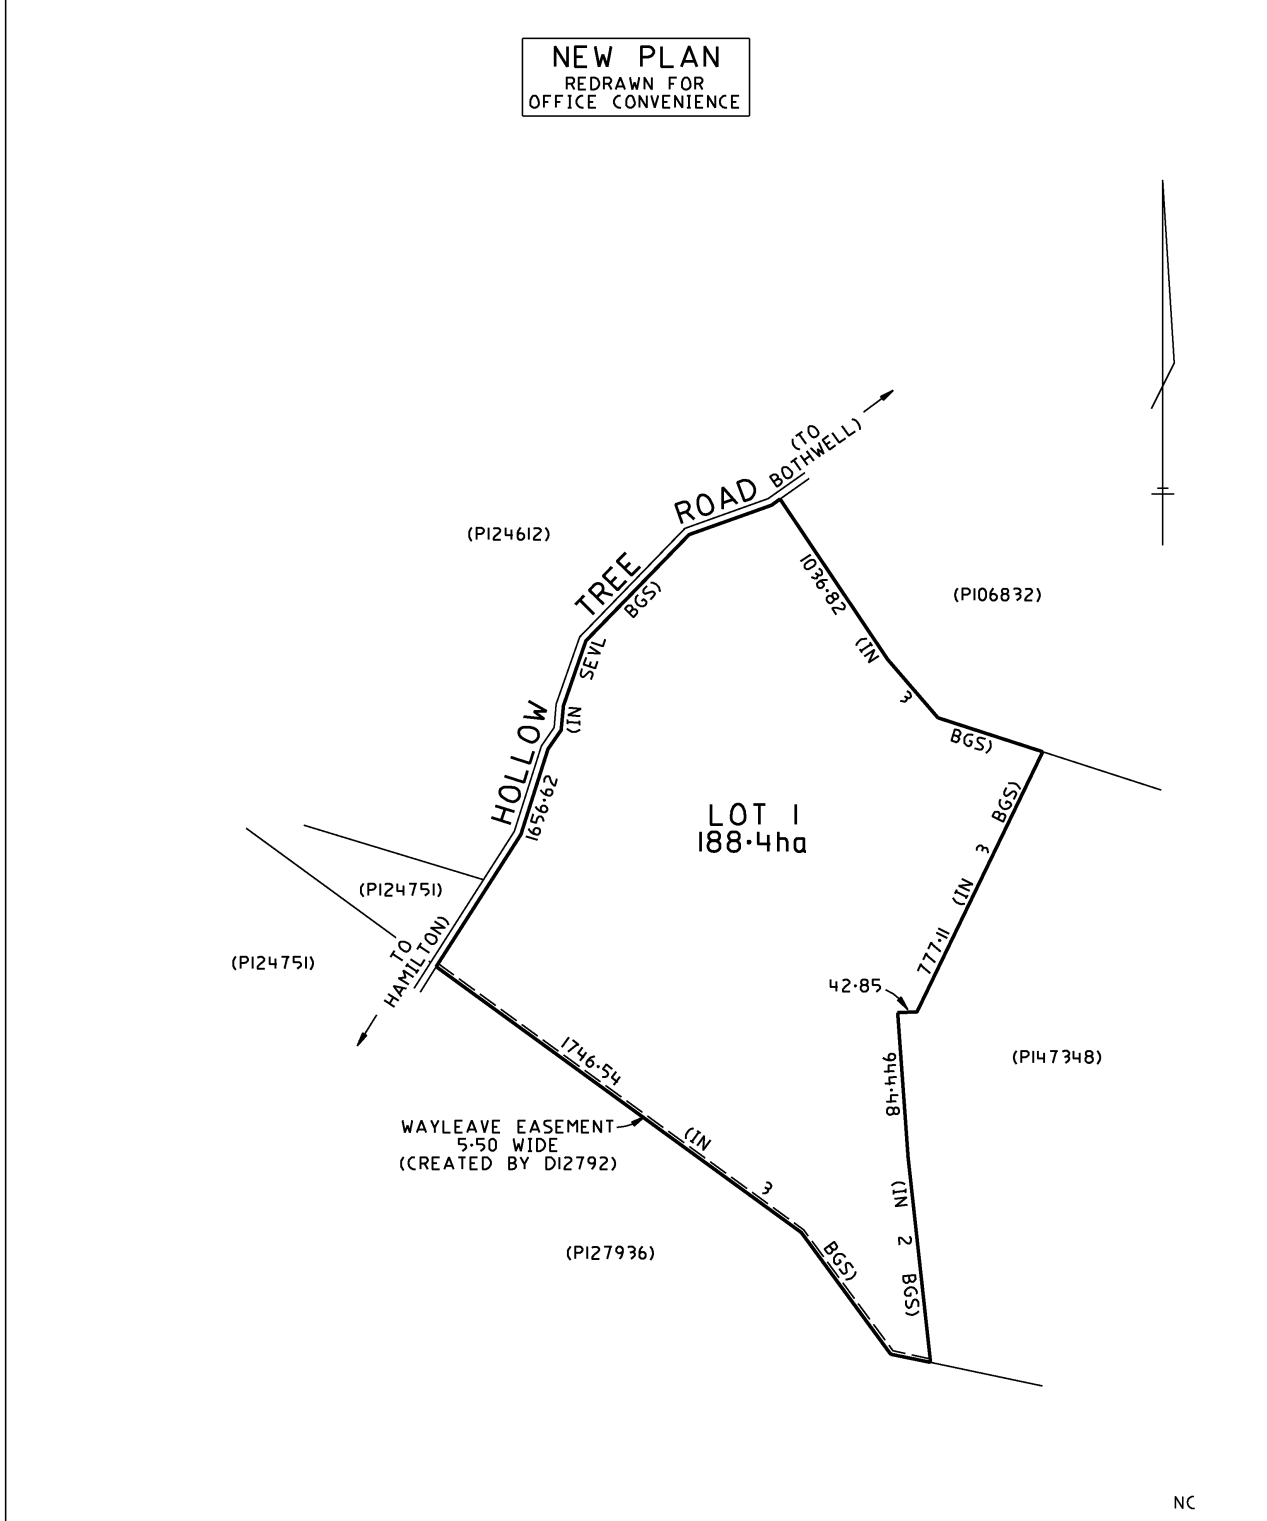 NEW PLAN
REDRAWN FOR
OFFICE CONVENIENCE
(TO
BOTHWELL)
HOLLOW TREE ROAD
(P124612)
1656·62 (IN SEVL BGS)
1036·82 (IN 3 BGS)
(P106832)
LOT 1
188·4ha
777·11 (IN 3 BGS)
(P124751)
TO
HAMILTON)
(P124751)
42·85
944·48 (IN 2 BGS)
(P147348)
1746·54 (IN 3 BGS)
WAYLEAVE EASEMENT
5·50 WIDE
(CREATED BY D12792)
(P127936)
NC